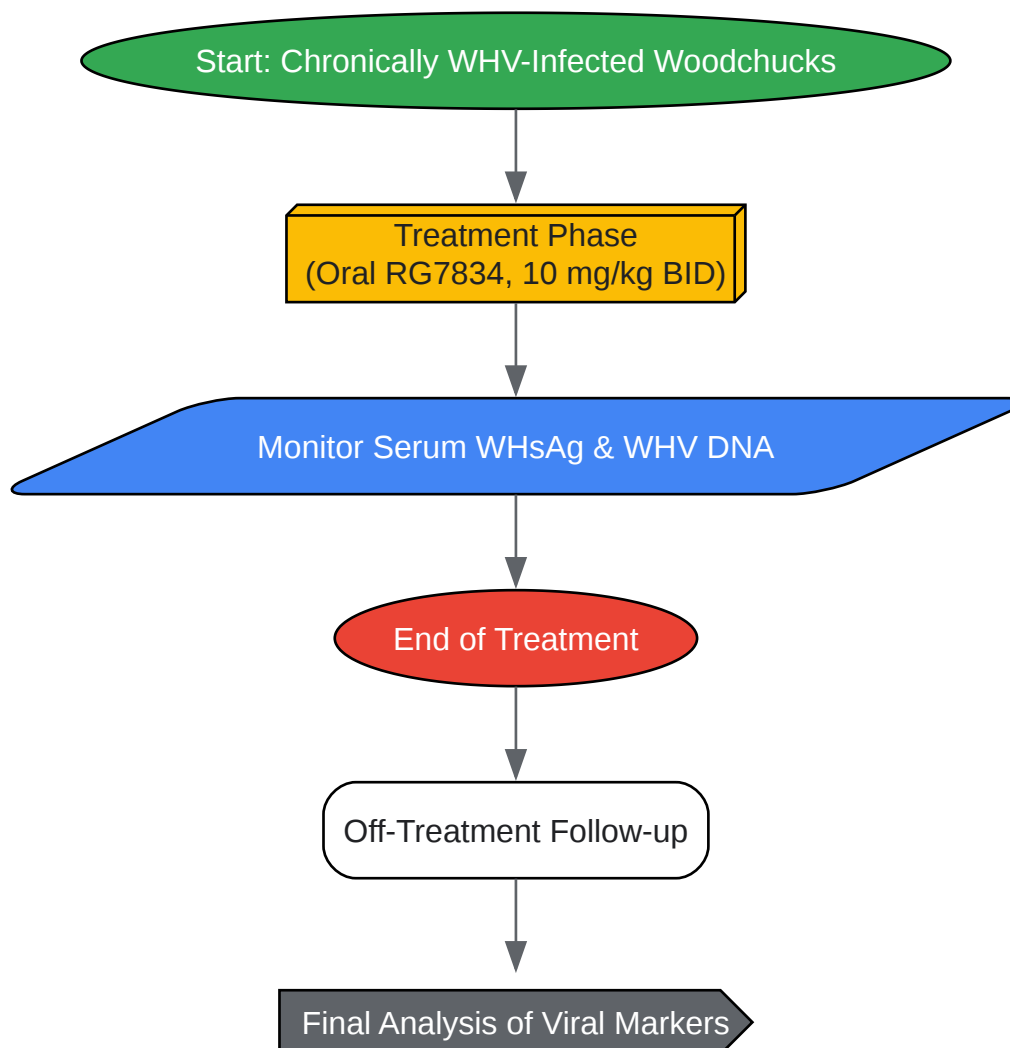 Start: Chronically WHV-Infected Woodchucks
Treatment Phase
(Oral RG7834, 10 mg/kg BID)
Monitor Serum WHsAg & WHV DNA
End of Treatment
Off-Treatment Follow-up
Final Analysis of Viral Markers